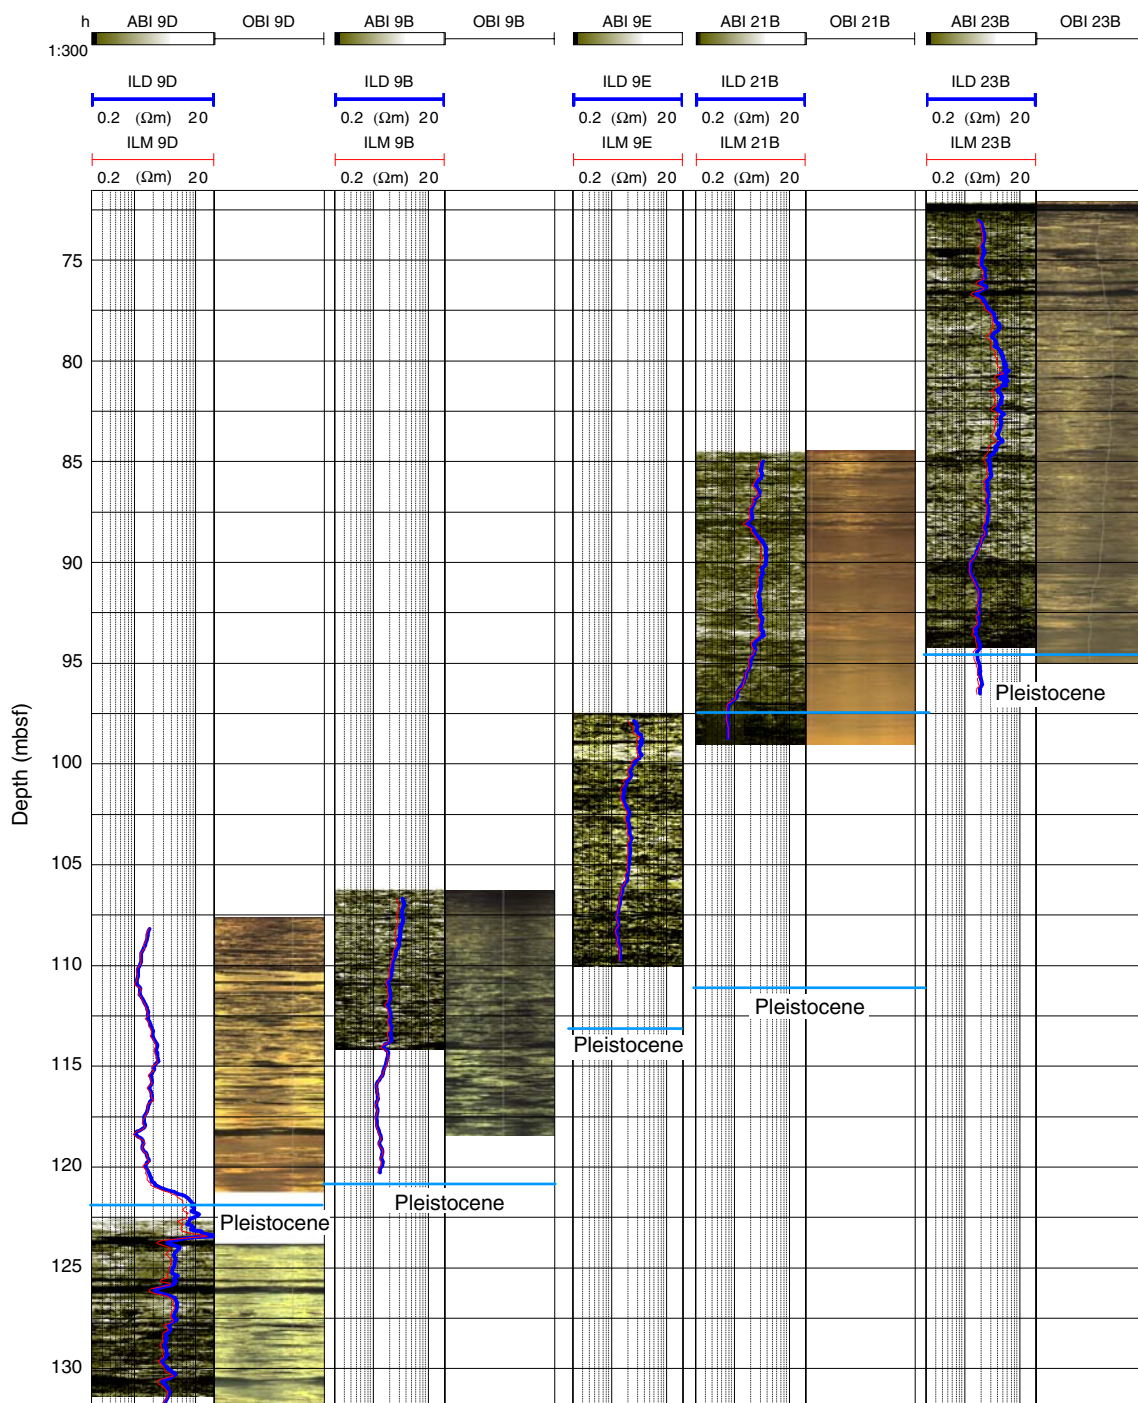 h ABI 9D OBI 9D ABI 9B OBI 9B ABI 9E ABI 21B OBI 21B ABI 23B OBI 23B
1:300
ILD 9D ILD 9B ILD 9E ILD 21B ILD 23B
0.2 (Ωm) 20 0.2 (Ωm) 20 0.2 (Ωm) 20 0.2 (Ωm) 20 0.2 (Ωm) 20
ILM 9D ILM 9B ILM 9E ILM 21B ILM 23B
0.2 (Ωm) 20 0.2 (Ωm) 20 0.2 (Ωm) 20 0.2 (Ωm) 20 0.2 (Ωm) 20
75
80
85
90
95
Pleistocene
Depth (mbsf)
100
105
110
Pleistocene
Pleistocene
115
120
Pleistocene
Pleistocene
125
130